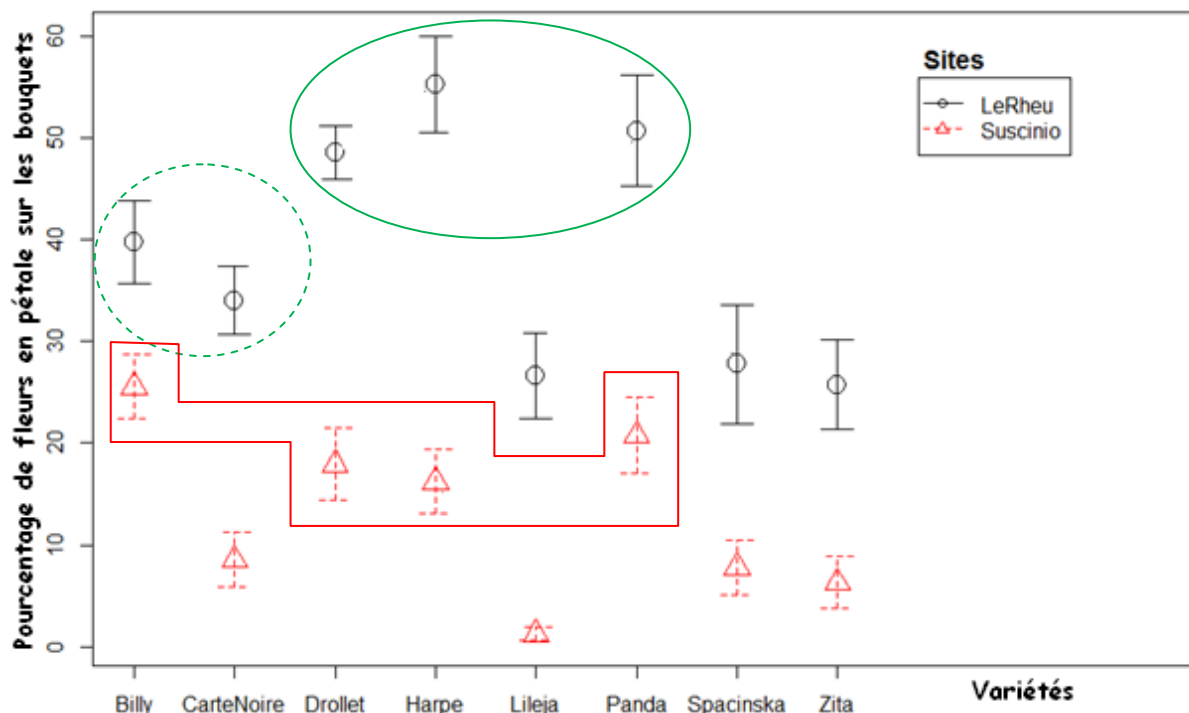 Pourcentage de fleurs en pétale sur les bouquets
60
50
40
30
20
10
0
Sites
LeRheu
Suscinio
Billy CarteNoire Drollet Harpe Lileja Panda Spacinska Zita
Variétés